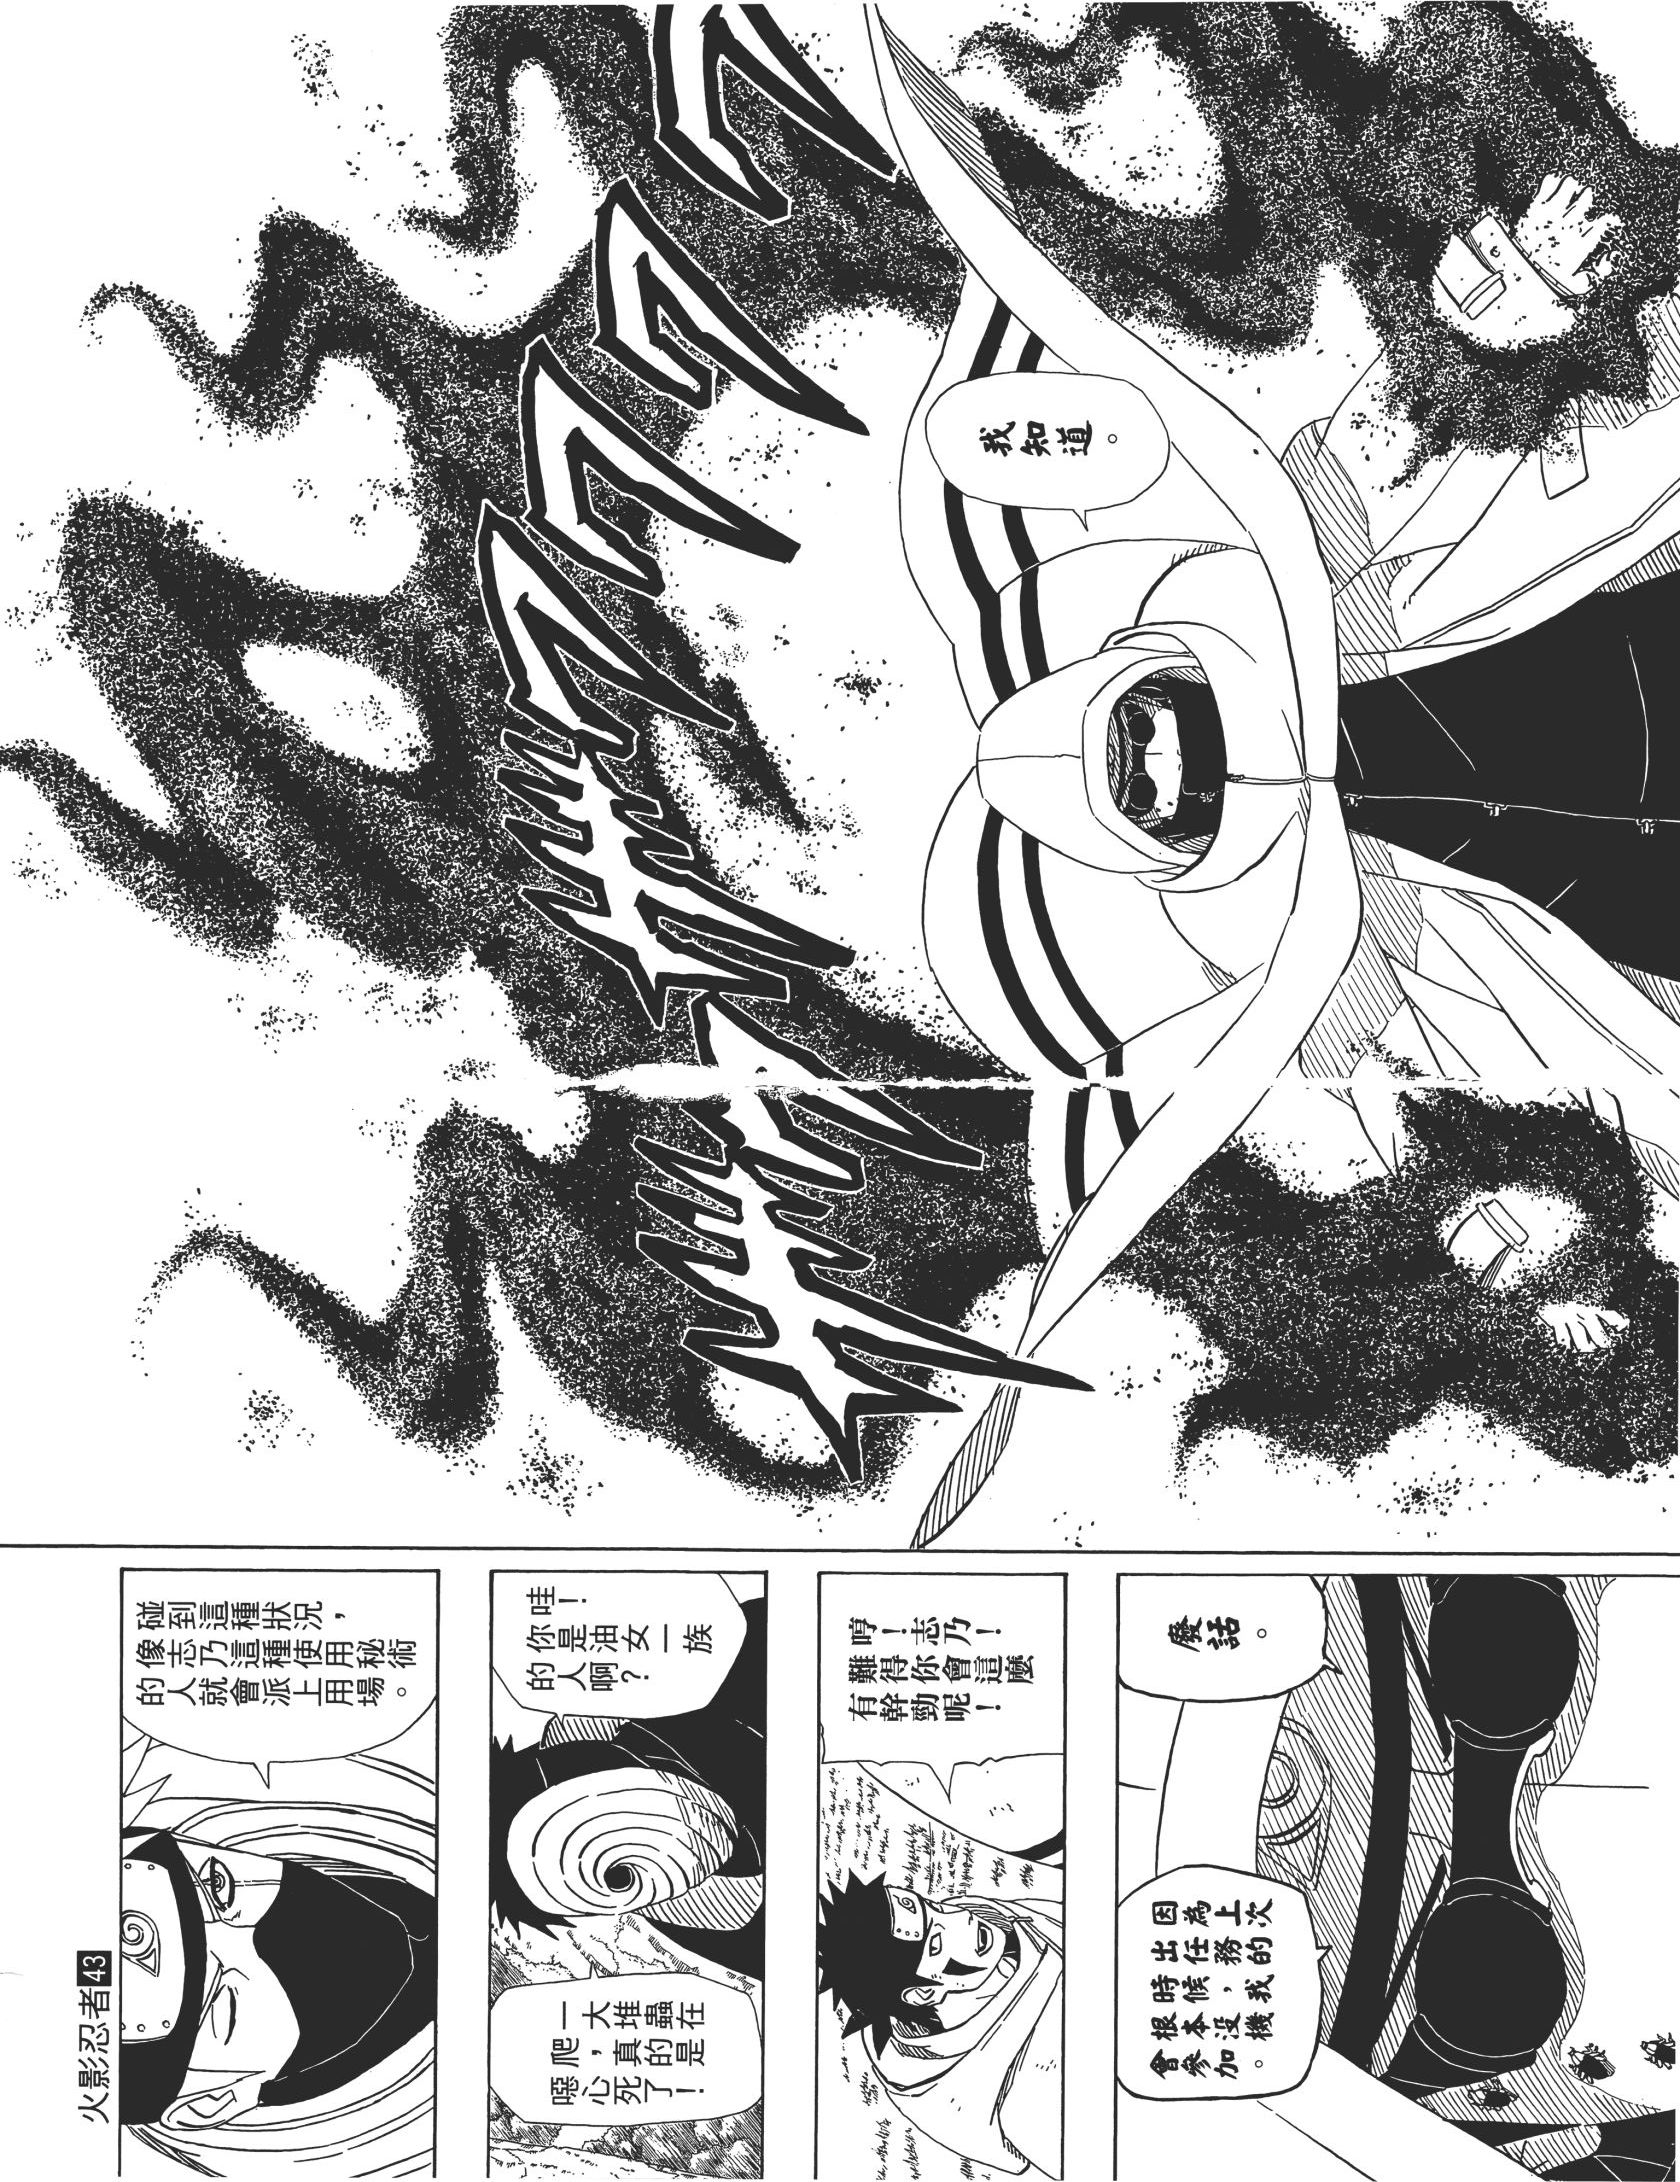 我知道。
火影忍者 43
碰到這種狀況，
像志乃這種使用秘術
的人就會派上用場。
哇！
你是油女一族
的人啊？
一大堆蟲在
爬，真的是
噁心死了！
哼！志乃！
難得你會這麼
有幹勁呢！
廢話。
因為上次
出任務的
時候，我
根本沒機
會參加。